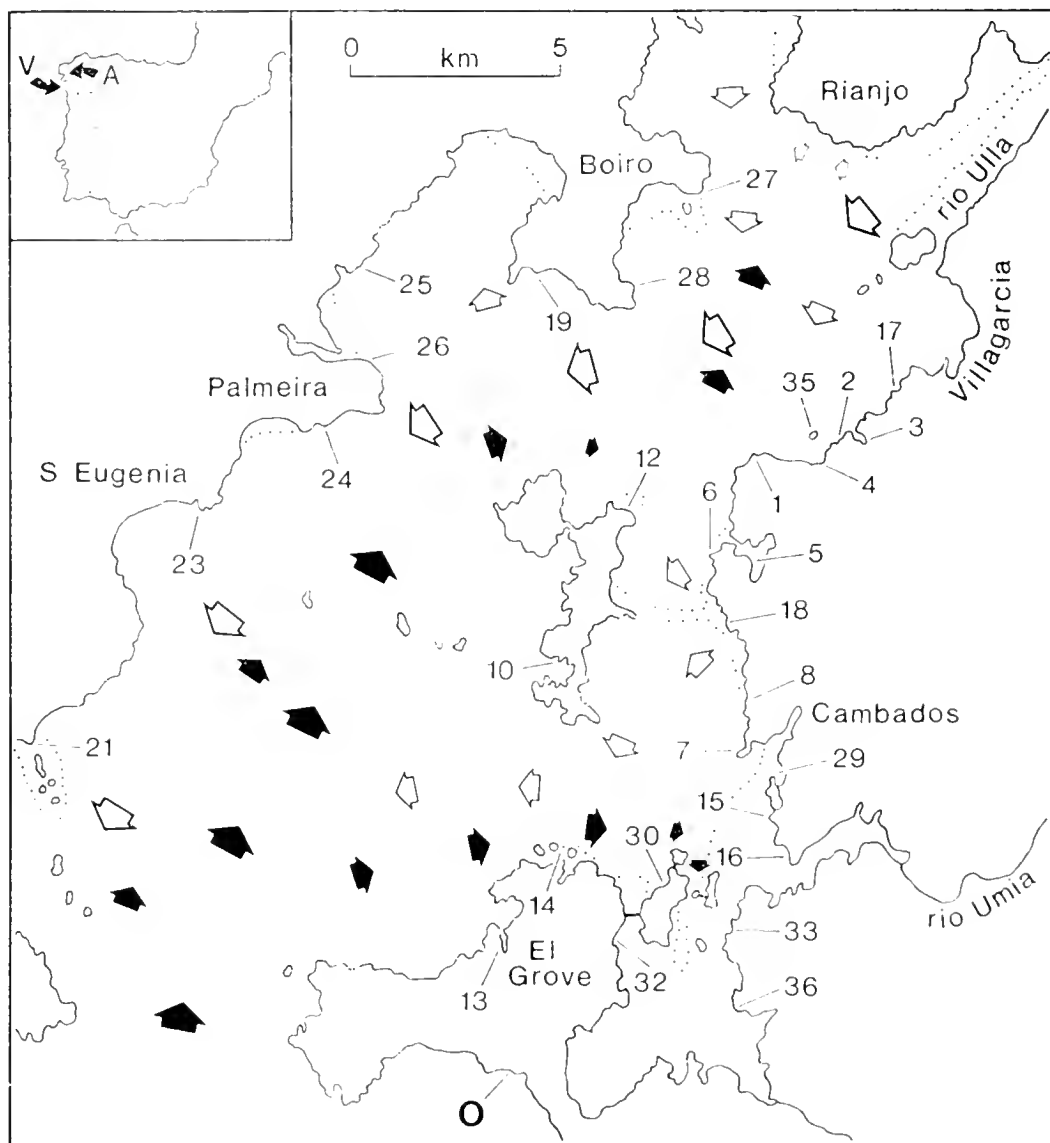 V A
0 5
km
Rianjo
rio Ulla
Boiro
27
25
28
19
26
Villagarcia
17
Palmeira
35 2
3
24
12
4
S Eugenia
6 1
23
5
18
10
8
Cambados
21
7
29
15
30
16
14
rio Umia
El
Grove
33
13
32
36
O